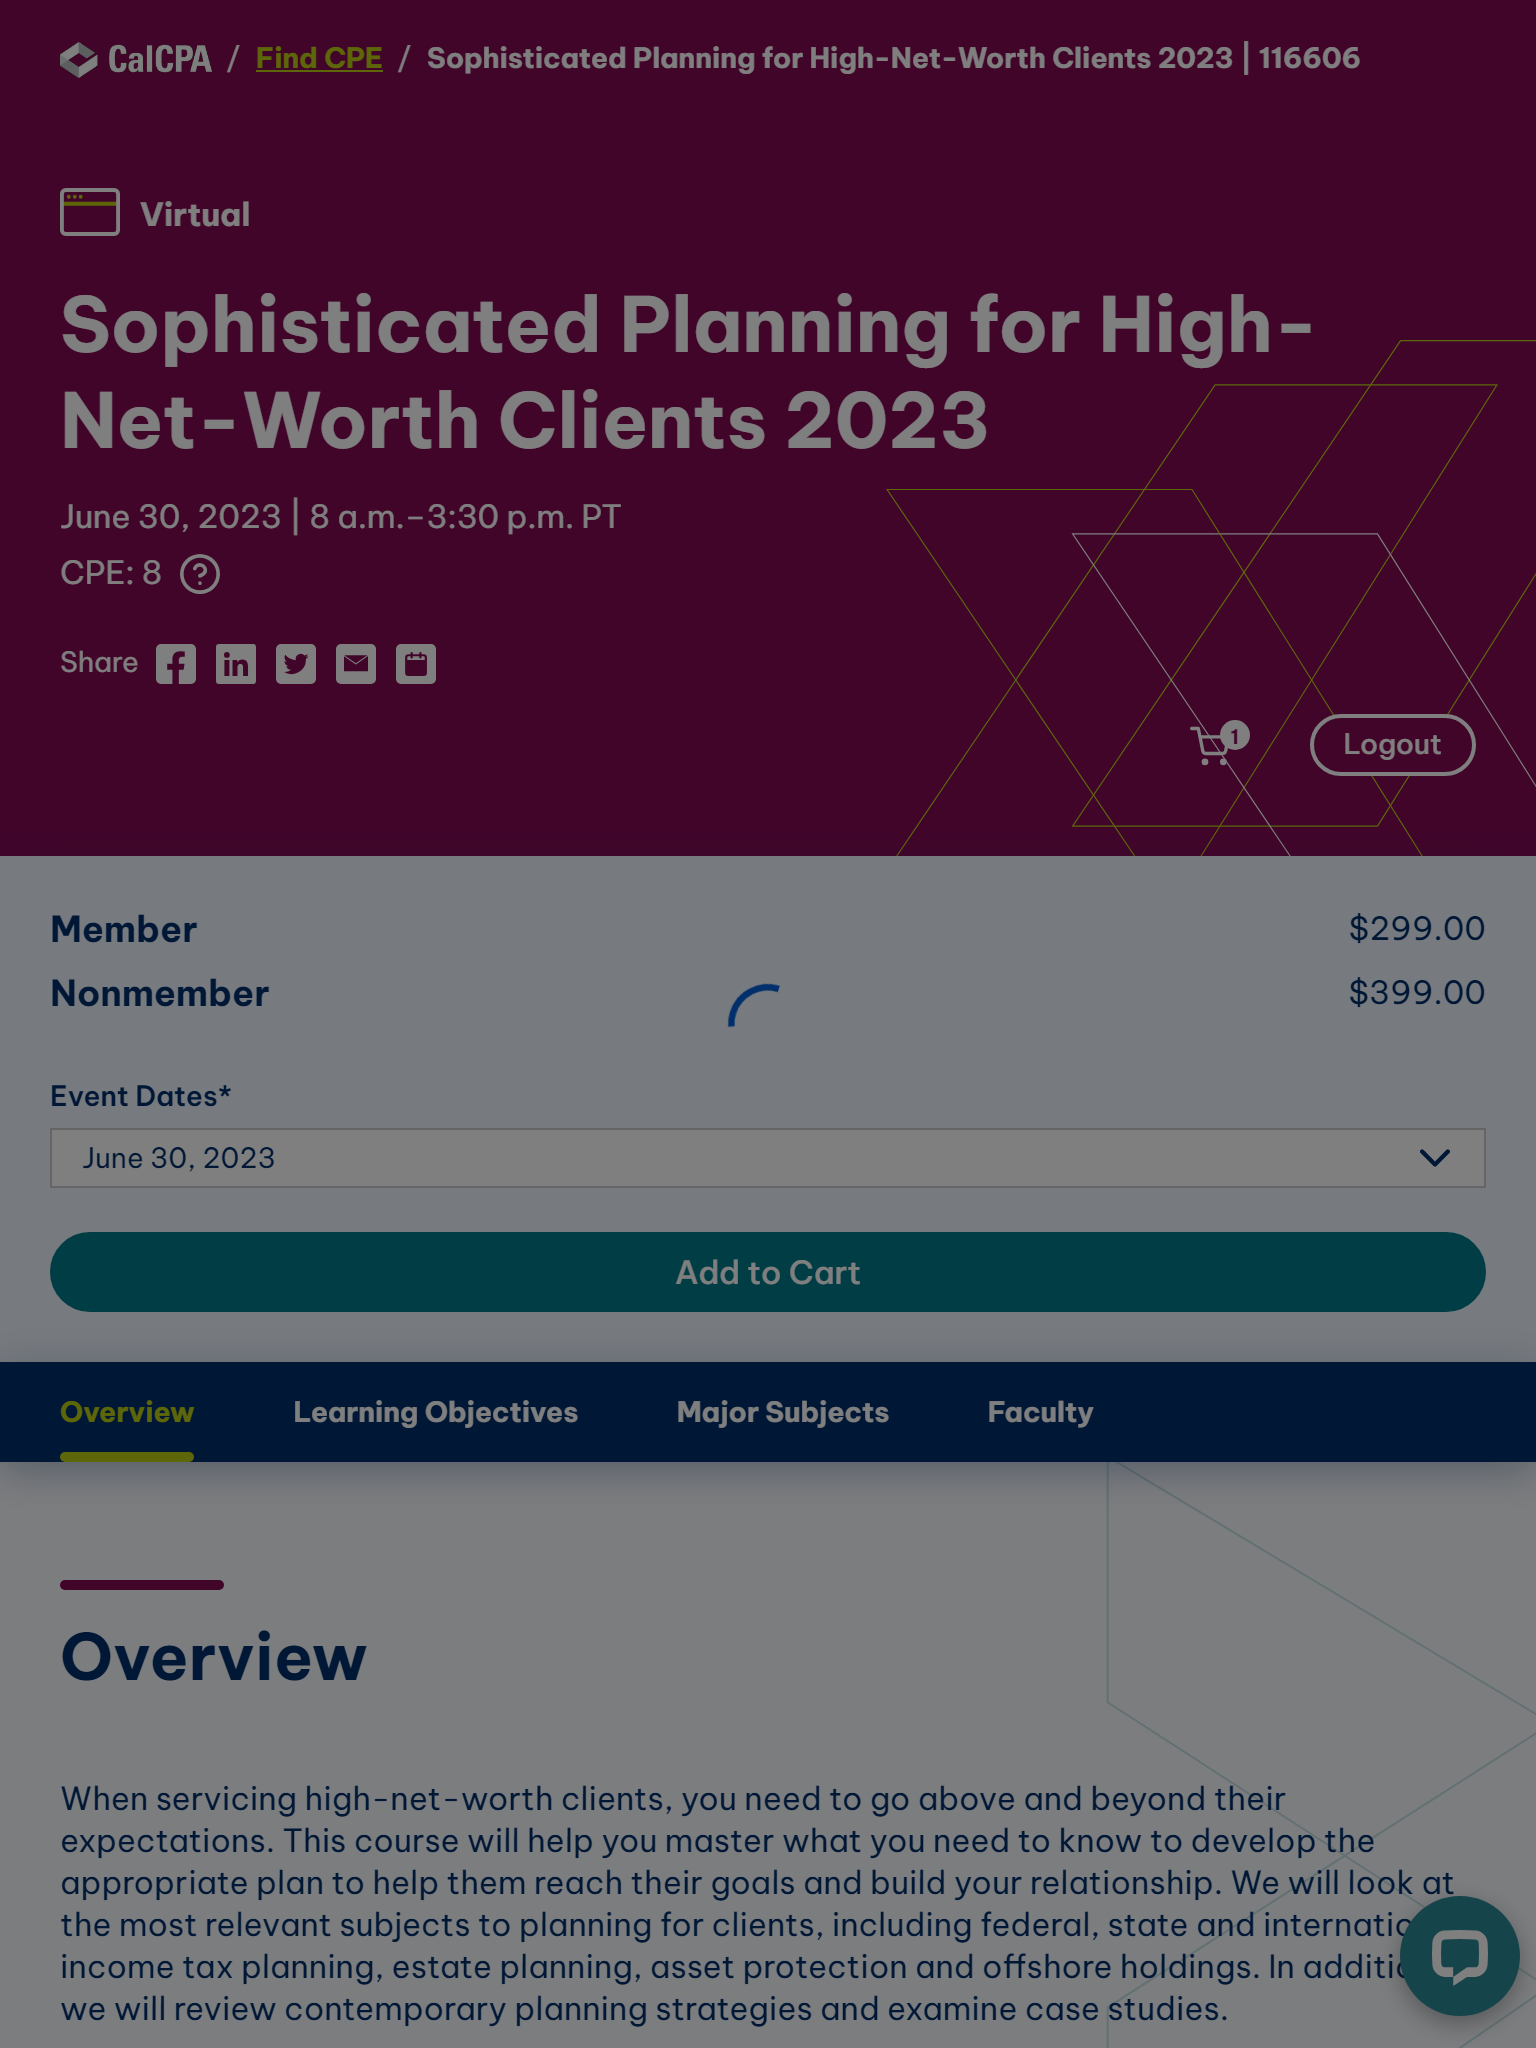 CalCPA / Find CPE / Sophisticated Planning for High-Net-Worth Clients 2023 | 116606
Virtual
Sophisticated Planning for High-
Net-Worth Clients 2023
June 30, 2023 | 8 a.m.–3:30 p.m. PT
CPE: 8 ?
Share
1
Logout
Member $299.00
Nonmember $399.00
Event Dates*
June 30, 2023
Add to Cart
Overview Learning Objectives Major Subjects Faculty
Overview
When servicing high-net-worth clients, you need to go above and beyond their
expectations. This course will help you master what you need to know to develop the
appropriate plan to help them reach their goals and build your relationship. We will look at
the most relevant subjects to planning for clients, including federal, state and
income tax planning, estate planning, asset protection and offshore holdings. In
we will review contemporary planning strategies and examine case studies.